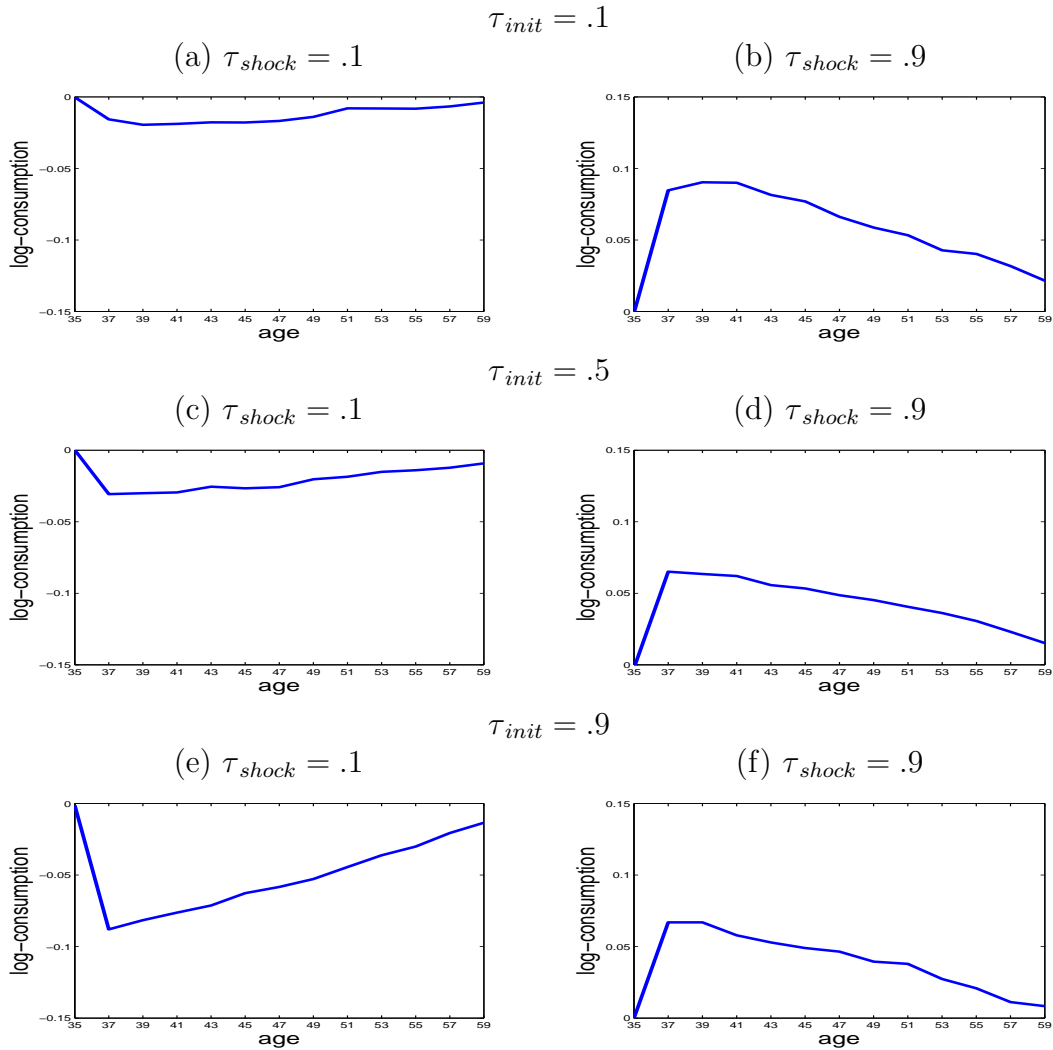 τ_init = .1
(a) τ_shock = .1
(b) τ_shock = .9
0
−0.05
−0.1
−0.15
log−consumption
35 37 39 41 43 45 47 49 51 53 55 57 59
age
0.15
0.1
0.05
0
log−consumption
35 37 39 41 43 45 47 49 51 53 55 57 59
age
τ_init = .5
(c) τ_shock = .1
(d) τ_shock = .9
0
−0.05
−0.1
−0.15
log−consumption
35 37 39 41 43 45 47 49 51 53 55 57 59
age
0.15
0.1
0.05
0
log−consumption
35 37 39 41 43 45 47 49 51 53 55 57 59
age
τ_init = .9
(e) τ_shock = .1
(f) τ_shock = .9
0
−0.05
−0.1
−0.15
log−consumption
35 37 39 41 43 45 47 49 51 53 55 57 59
age
0.15
0.1
0.05
0
log−consumption
35 37 39 41 43 45 47 49 51 53 55 57 59
age